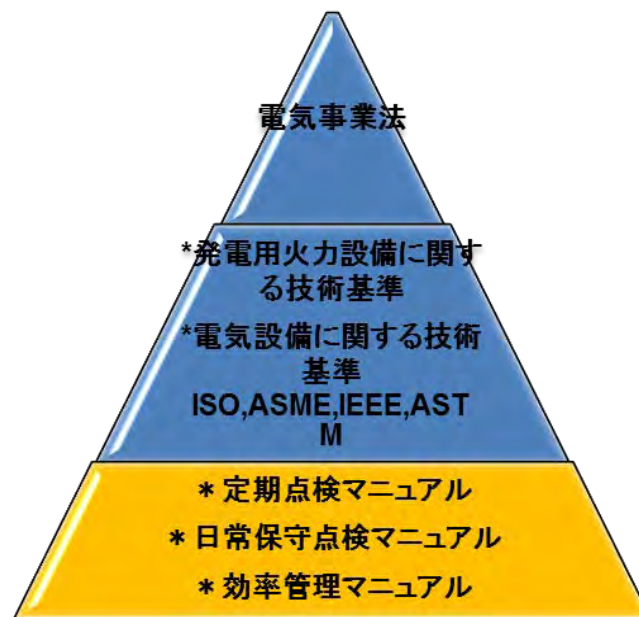 電気事業法
*発電用火力設備に関す
る技術基準
*電気設備に関する技術
基準
ISO,ASME,IEEE,AST
M
＊定期点検マニュアル
＊日常保守点検マニュアル
＊効率管理マニュアル